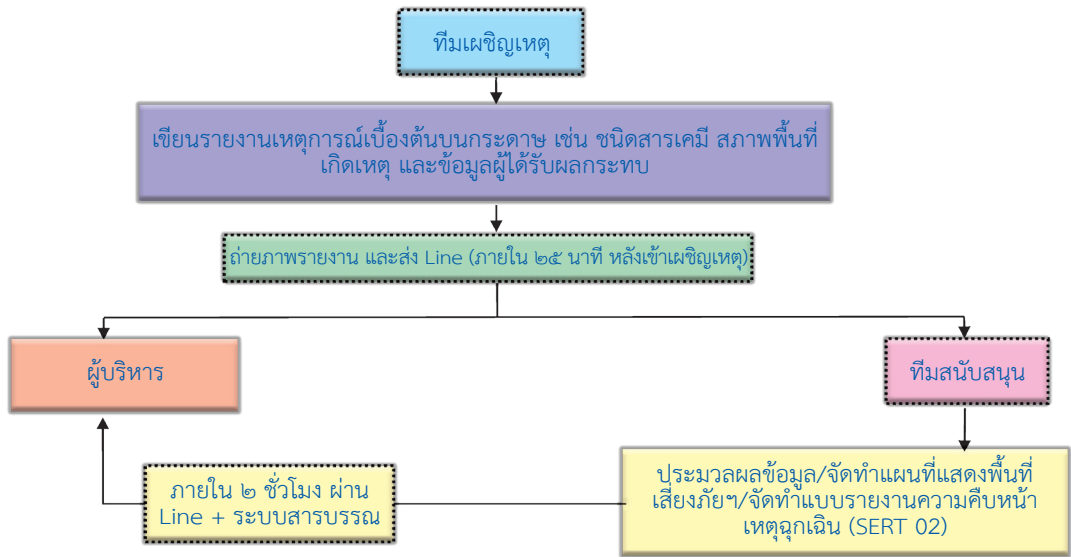 ทีมเผชิญเหตุ
เขียนรายงานเหตุการณ์เบื้องต้นบนกระดาษ เช่น ชนิดสารเคมี สภาพพื้นที่
เกิดเหตุ และข้อมูลผู้ได้รับผลกระทบ
ถ่ายภาพรายงาน และส่ง Line (ภายใน ๒๕ นาที หลังเข้าเผชิญเหตุ)
ผู้บริหาร
ทีมสนับสนุน
ภายใน ๒ ชั่วโมง ผ่าน
Line + ระบบสารบรรณ
ประมวลผลข้อมูล/จัดทำแผนที่แสดงพื้นที่
เสี่ยงภัยฯ/จัดทำแบบรายงานความคืบหน้า
เหตุฉุกเฉิน (SERT 02)